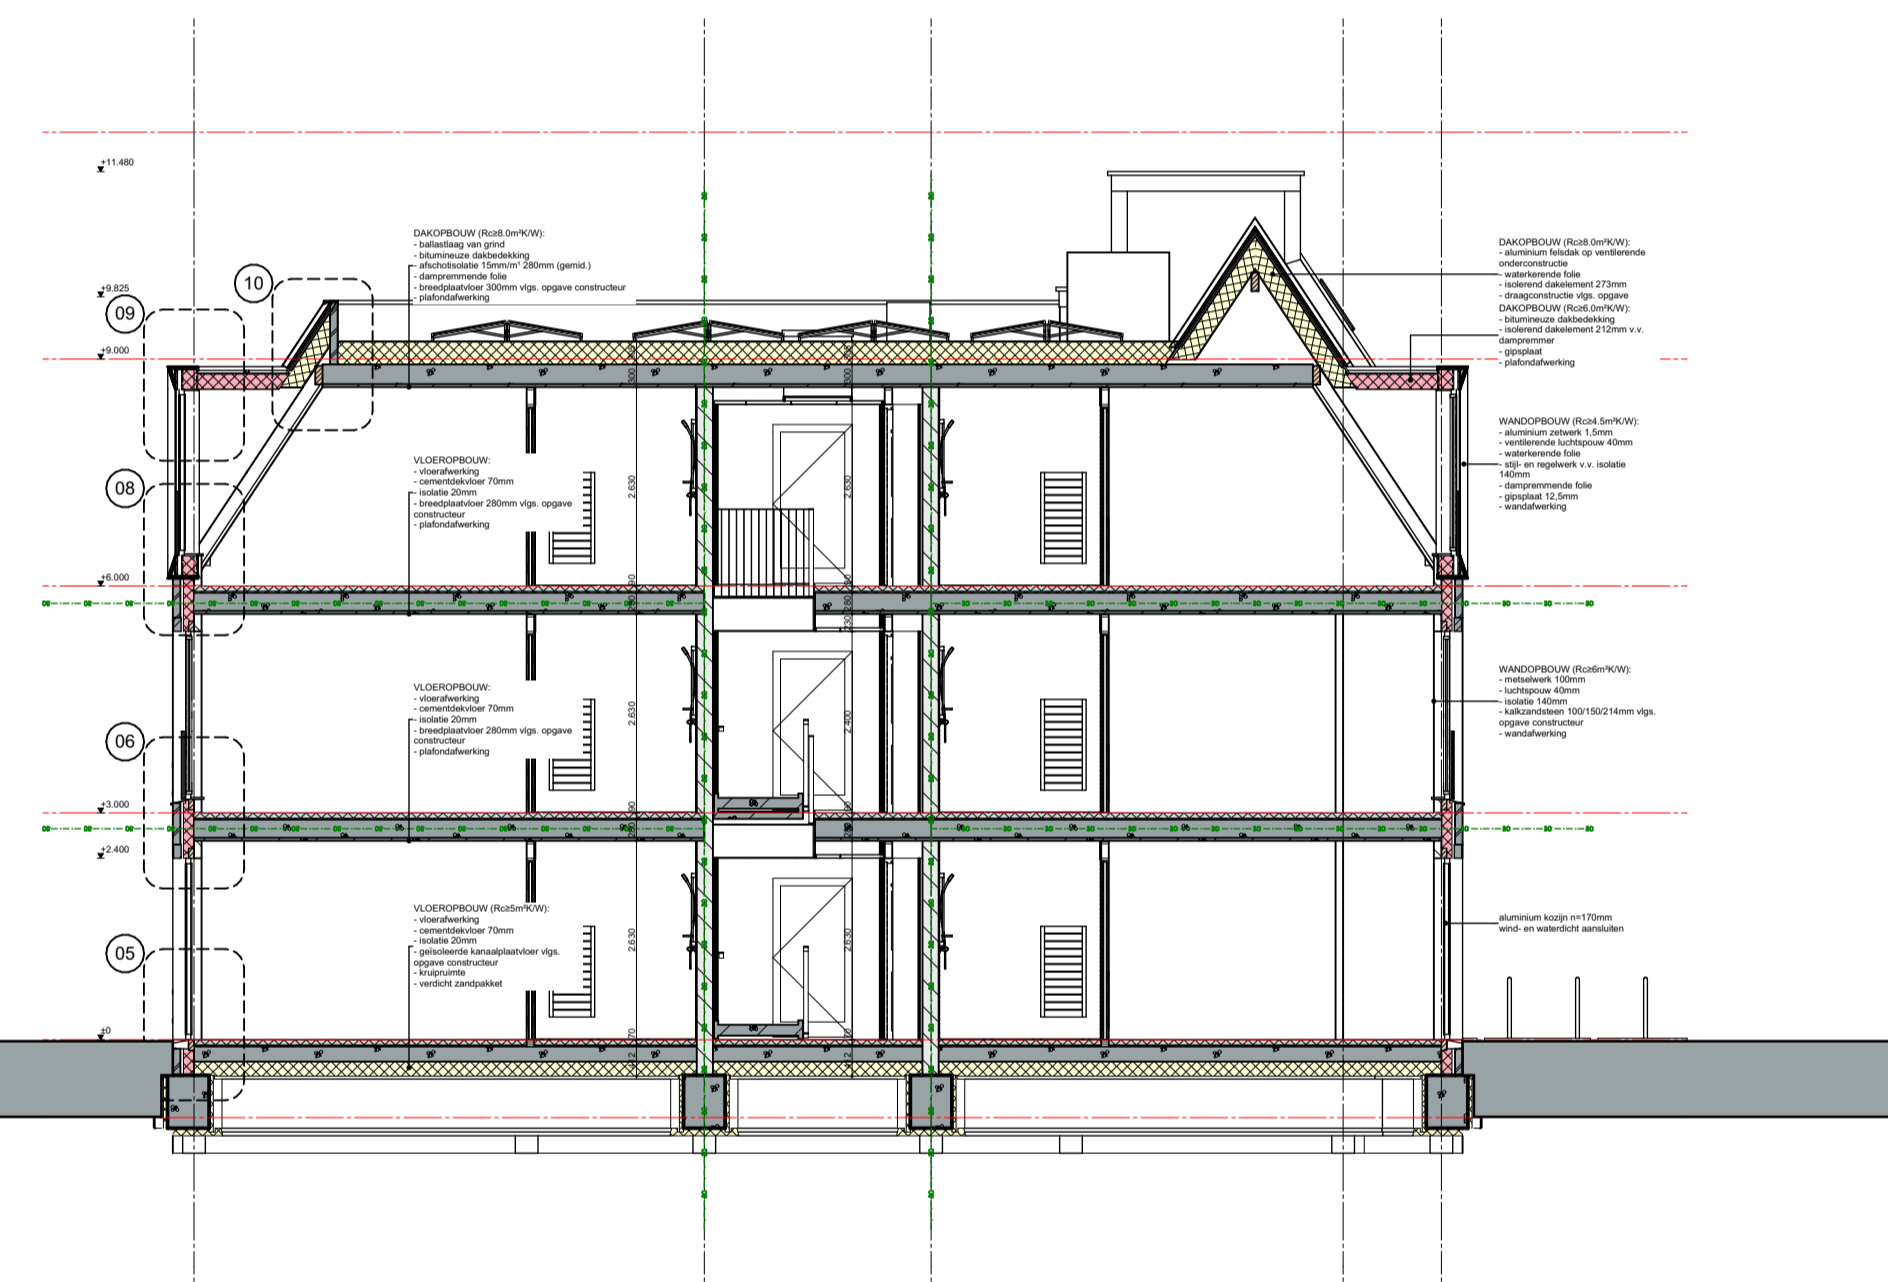 +11.480
+9.825
+9.000
+6.000
+3.000
+2.400
±0
10
09
08
06
05
DAKOPBOUW (Rc≥8.0m²K/W):
- ballastlaag van grind
- bitumineuze dakbedekking
- afschotisolatie 15mm/m¹ 280mm (gemid.)
- dampremmende folie
- breedplaatvloer 300mm vlgs. opgave constructeur
- plafondafwerking
VLOEROPBOUW:
- vloerafwerking
- cementdekvloer 70mm
- isolatie 20mm
- breedplaatvloer 280mm vlgs. opgave
constructeur
- plafondafwerking
VLOEROPBOUW:
- vloerafwerking
- cementdekvloer 70mm
- isolatie 20mm
- breedplaatvloer 280mm vlgs. opgave
constructeur
- plafondafwerking
VLOEROPBOUW (Rc≥5m²K/W):
- vloerafwerking
- cementdekvloer 70mm
- isolatie 20mm
- geïsoleerde kanaalplaatvloer vlgs.
opgave constructeur
- kruipruimte
- verdicht zandpakket
2.630
2.630
2.630
2.630
2.400
2.630
DAKOPBOUW (Rc≥8.0m²K/W):
- aluminium felsdak op ventilerende
onderconstructie
- waterkerende folie
- isolerend dakelement 273mm
- draagconstructie vlgs. opgave
DAKOPBOUW (Rc≥6.0m²K/W):
- bitumineuze dakbedekking
- isolerend dakelement 212mm v.v.
dampremmer
- gipsplaat
- plafondafwerking
WANDOPBOUW (Rc≥4.5m²K/W):
- aluminium zetwerk 1,5mm
- ventilerende luchtspouw 40mm
- waterkerende folie
- stijl- en regelwerk v.v. isolatie
140mm
- dampremmende folie
- gipsplaat 12,5mm
- wandafwerking
WANDOPBOUW (Rc≥6m²K/W):
- metselwerk 100mm
- luchtspouw 40mm
- isolatie 140mm
- kalkzandsteen 100/150/214mm vlgs.
opgave constructeur
- wandafwerking
aluminium kozijn n=170mm
wind- en waterdicht aansluiten